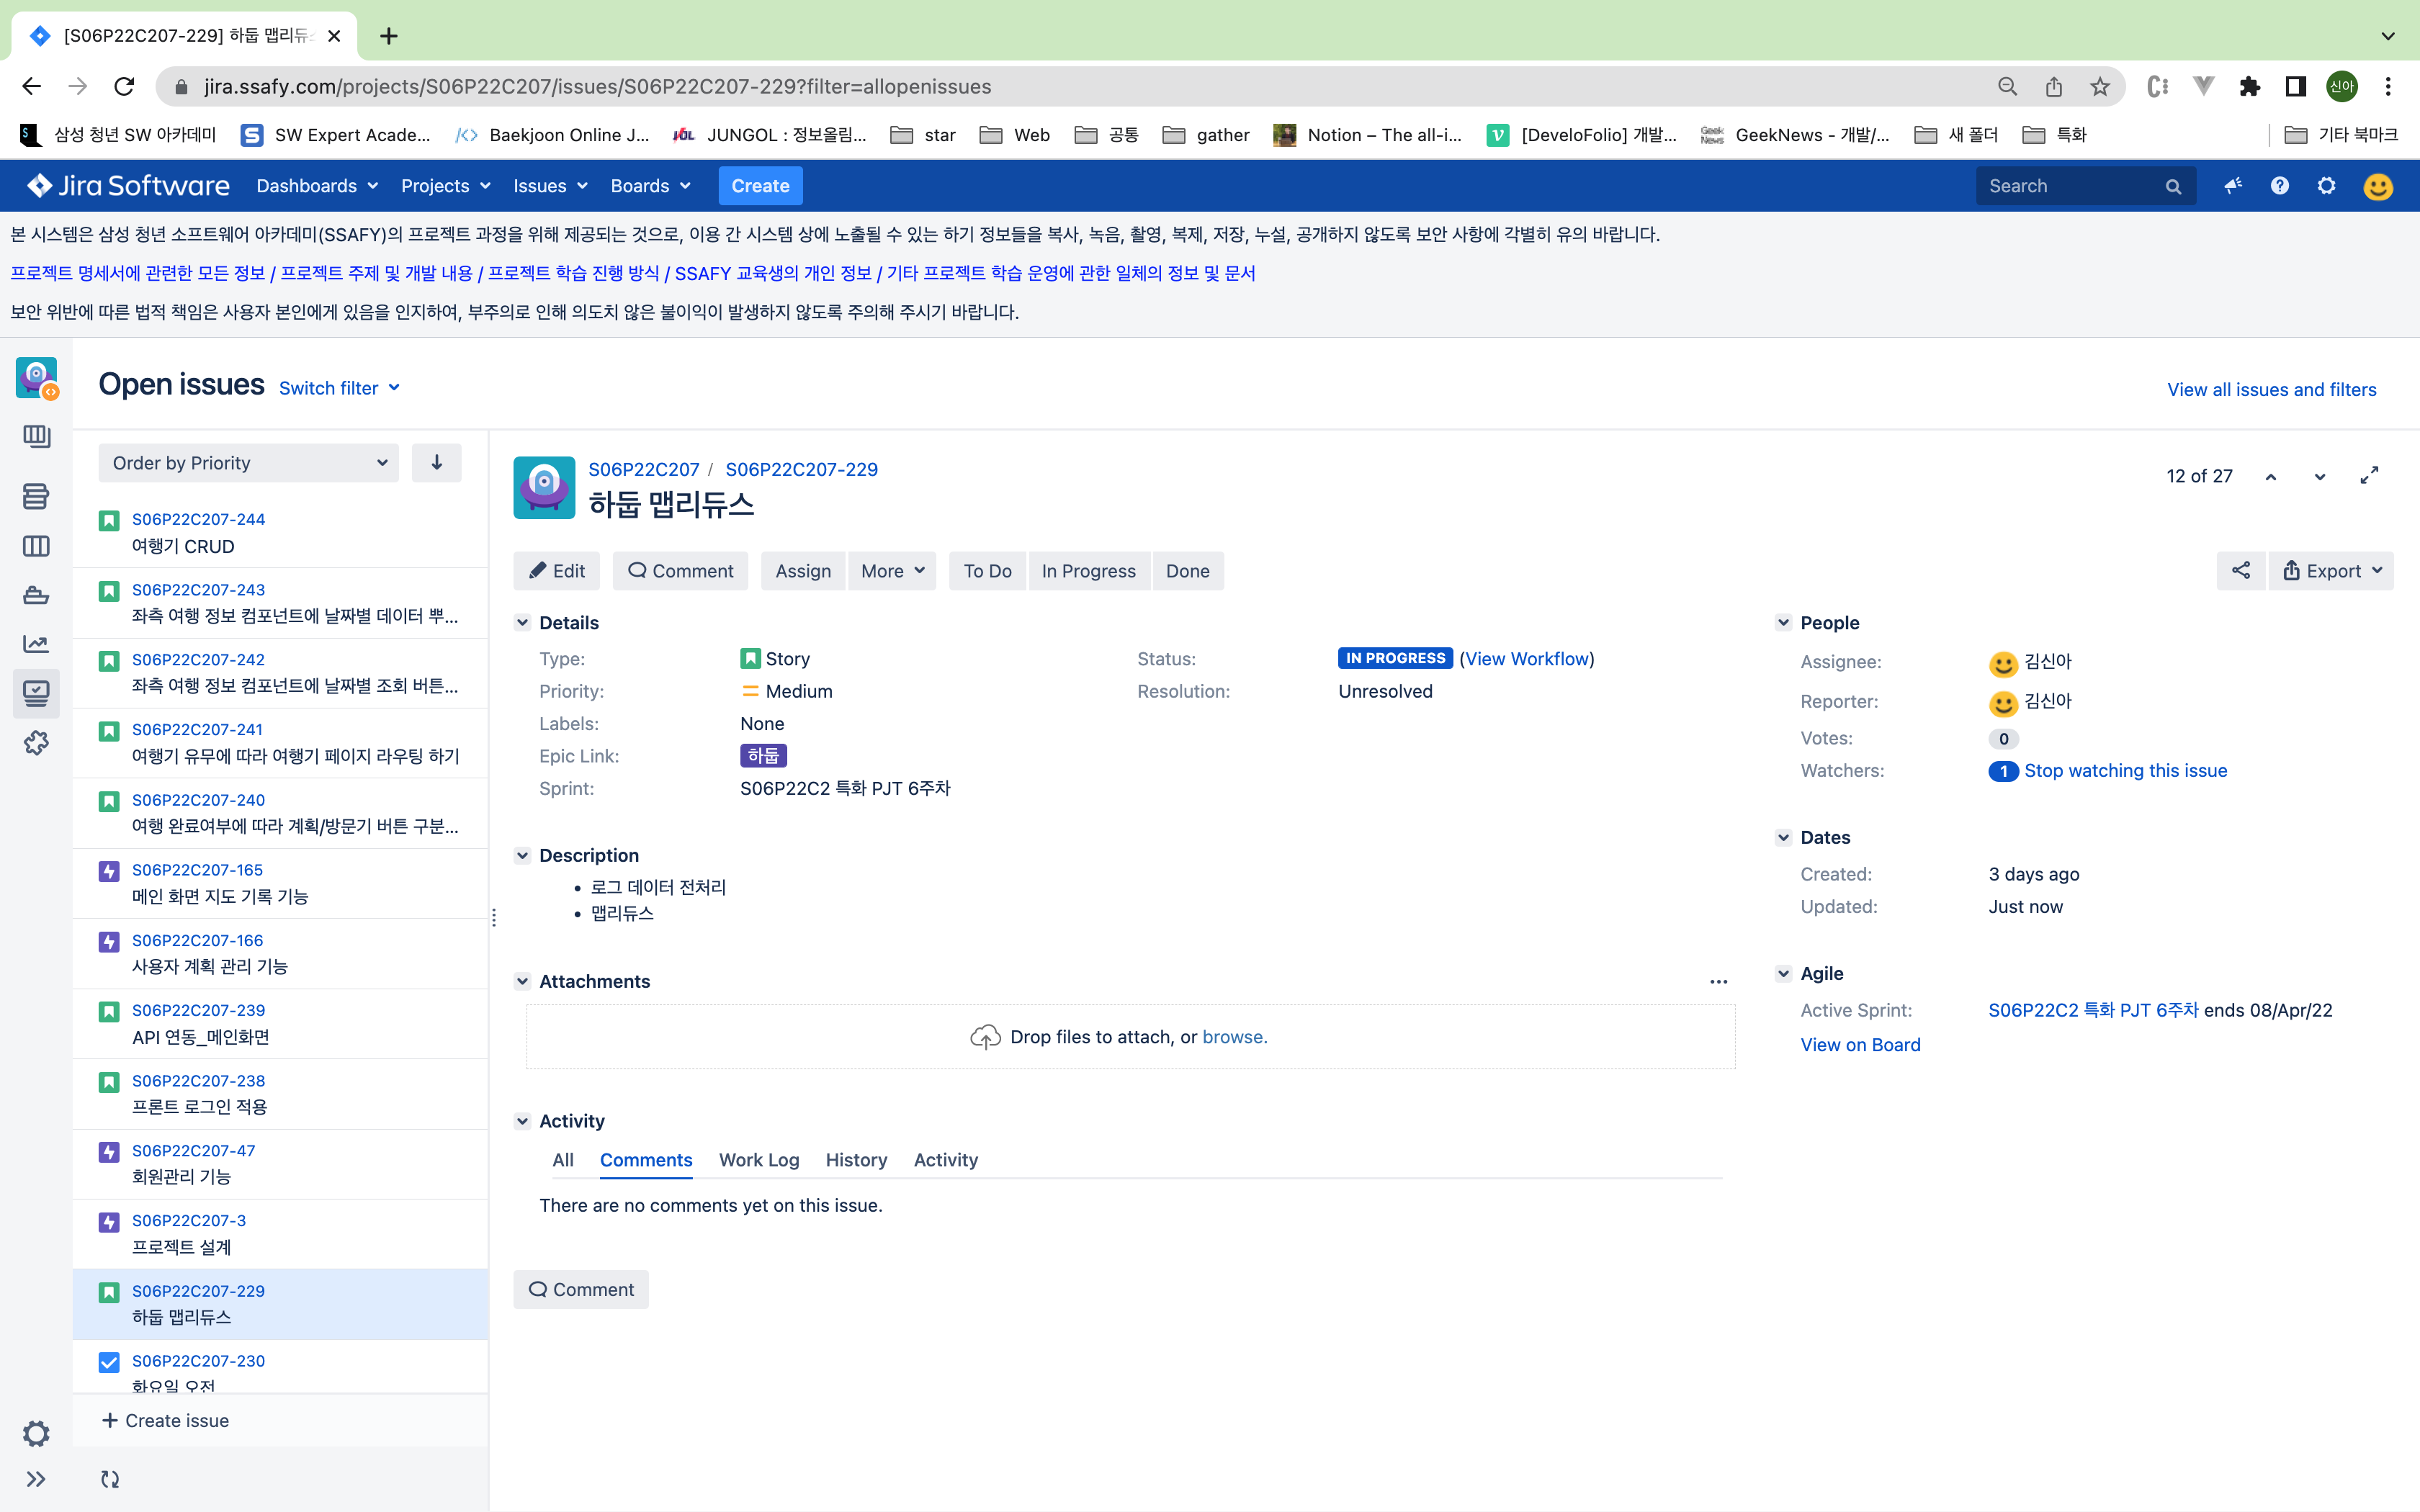 [S06P22C207-229] 하둡 맵리듀스
jira.ssafy.com/projects/S06P22C207/issues/S06P22C207-229?filter=allopenissues
신아
삼성 청년 SW 아카데미
SW Expert Acade...
Baekjoon Online J...
JUNGOL : 정보올림...
star
Web
공통
gather
Notion – The all-i...
[DeveloFolio] 개발...
GeekNews - 개발/...
새 폴더
특화
기타 북마크
Jira Software
Dashboards
Projects
Issues
Boards
Create
Search
본 시스템은 삼성 청년 소프트웨어 아카데미(SSAFY)의 프로젝트 과정을 위해 제공되는 것으로, 이용 간 시스템 상에 노출될 수 있는 하기 정보들을 복사, 녹음, 촬영, 복제, 저장, 누설, 공개하지 않도록 보안 사항에 각별히 유의 바랍니다.
프로젝트 명세서에 관련한 모든 정보 / 프로젝트 주제 및 개발 내용 / 프로젝트 학습 진행 방식 / SSAFY 교육생의 개인 정보 / 기타 프로젝트 학습 운영에 관한 일체의 정보 및 문서
보안 위반에 따른 법적 책임은 사용자 본인에게 있음을 인지하여, 부주의로 인해 의도치 않은 불이익이 발생하지 않도록 주의해 주시기 바랍니다.
Open issues
Switch filter
View all issues and filters
Order by Priority
S06P22C207-244
여행기 CRUD
S06P22C207-243
좌측 여행 정보 컴포넌트에 날짜별 데이터 뿌...
S06P22C207-242
좌측 여행 정보 컴포넌트에 날짜별 조회 버튼...
S06P22C207-241
여행기 유무에 따라 여행기 페이지 라우팅 하기
S06P22C207-240
여행 완료여부에 따라 계획/방문기 버튼 구분...
S06P22C207-165
메인 화면 지도 기록 기능
S06P22C207-166
사용자 계획 관리 기능
S06P22C207-239
API 연동_메인화면
S06P22C207-238
프론트 로그인 적용
S06P22C207-47
회원관리 기능
S06P22C207-3
프로젝트 설계
S06P22C207-229
하둡 맵리듀스
S06P22C207-230
화요일 오전
+ Create issue
S06P22C207 / S06P22C207-229
하둡 맵리듀스
12 of 27
Edit
Comment
Assign
More
To Do
In Progress
Done
Export
Details
Type: Story
Status: IN PROGRESS (View Workflow)
Priority: Medium
Resolution: Unresolved
Labels: None
Epic Link: 하둡
Sprint: S06P22C2 특화 PJT 6주차
Description
• 로그 데이터 전처리
• 맵리듀스
Attachments
Drop files to attach, or browse.
Activity
All Comments Work Log History Activity
There are no comments yet on this issue.
Comment
People
Assignee: 김신아
Reporter: 김신아
Votes: 0
Watchers: 1 Stop watching this issue
Dates
Created: 3 days ago
Updated: Just now
Agile
Active Sprint: S06P22C2 특화 PJT 6주차 ends 08/Apr/22
View on Board